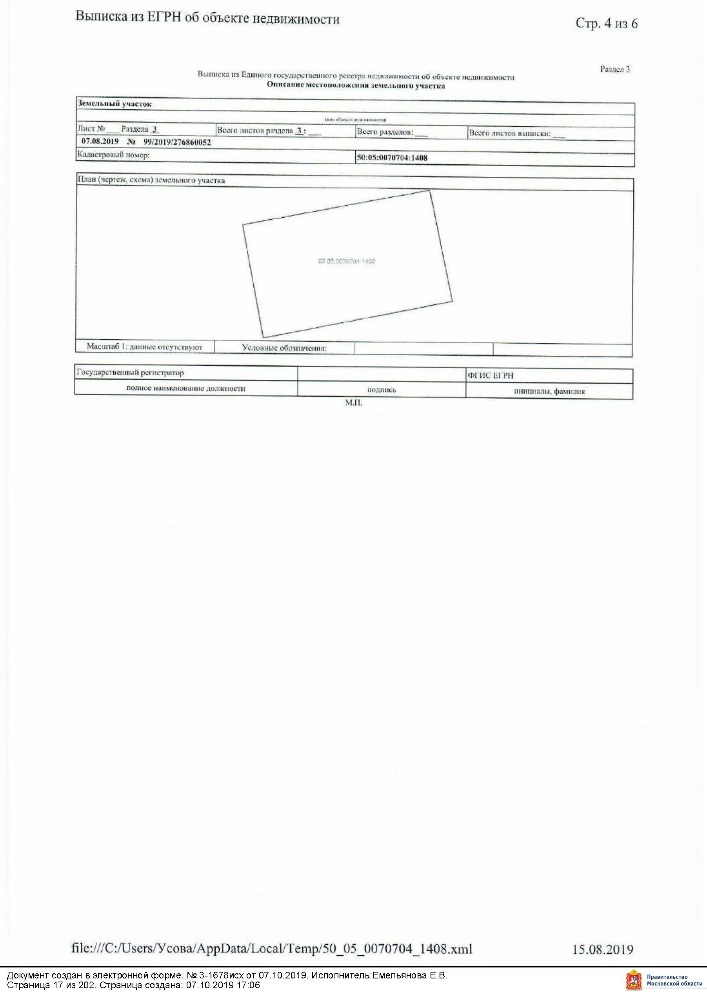 Выписка из ЕГРН об объекте недвижимости
Стр. 4 из 6
Раздел 3
Выписка из Единого государственного реестра недвижимости об объекте недвижимости
Описание местоположения земельного участка
Земельный участок
(вид объекта недвижимости)
Лист № ___ Раздела 3
Всего листов раздела 3 : ___
Всего разделов: ___
Всего листов выписки: ___
07.08.2019 № 99/2019/276860052
Кадастровый номер:
50:05:0070704:1408
План (чертеж, схема) земельного участка
50:05:0070704:1408
Масштаб 1: данные отсутствуют
Условные обозначения:
Государственный регистратор
ФГИС ЕГРН
полное наименование должности
подпись
инициалы, фамилия
М.П.
file:///C:/Users/Усова/AppData/Local/Temp/50_05_0070704_1408.xml
15.08.2019
Документ создан в электронной форме. № 3-1678исх от 07.10.2019. Исполнитель:Емельянова Е.В.
Страница 17 из 202. Страница создана: 07.10.2019 17:06
Правительство
Московской области